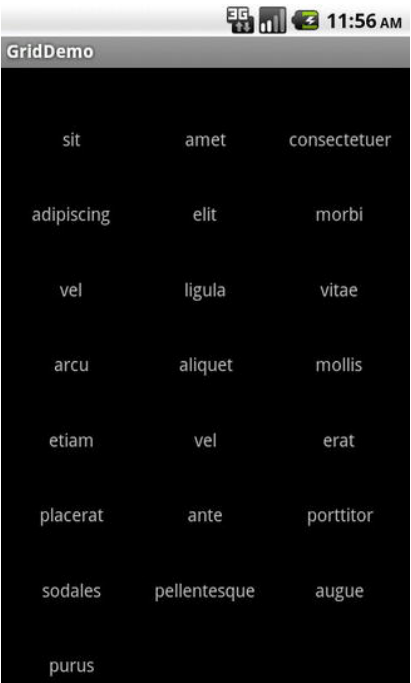 3G 11:56 AM
GridDemo
sit amet consectetuer
adipiscing elit morbi
vel ligula vitae
arcu aliquet mollis
etiam vel erat
placerat ante porttitor
sodales pellentesque augue
purus